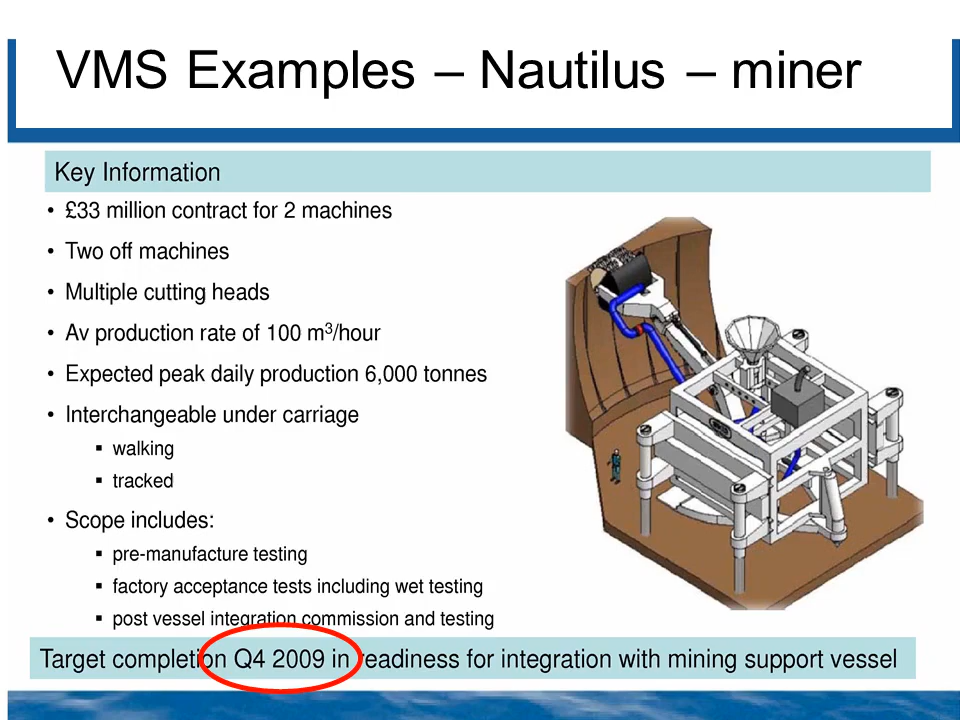 VMS Examples – Nautilus – miner
Key Information
• £33 million contract for 2 machines
• Two off machines
• Multiple cutting heads
• Av production rate of 100 m³/hour
• Expected peak daily production 6,000 tonnes
• Interchangeable under carriage
▪ walking
▪ tracked
• Scope includes:
▪ pre-manufacture testing
▪ factory acceptance tests including wet testing
▪ post vessel integration commission and testing
Target completion Q4 2009 in readiness for integration with mining support vessel